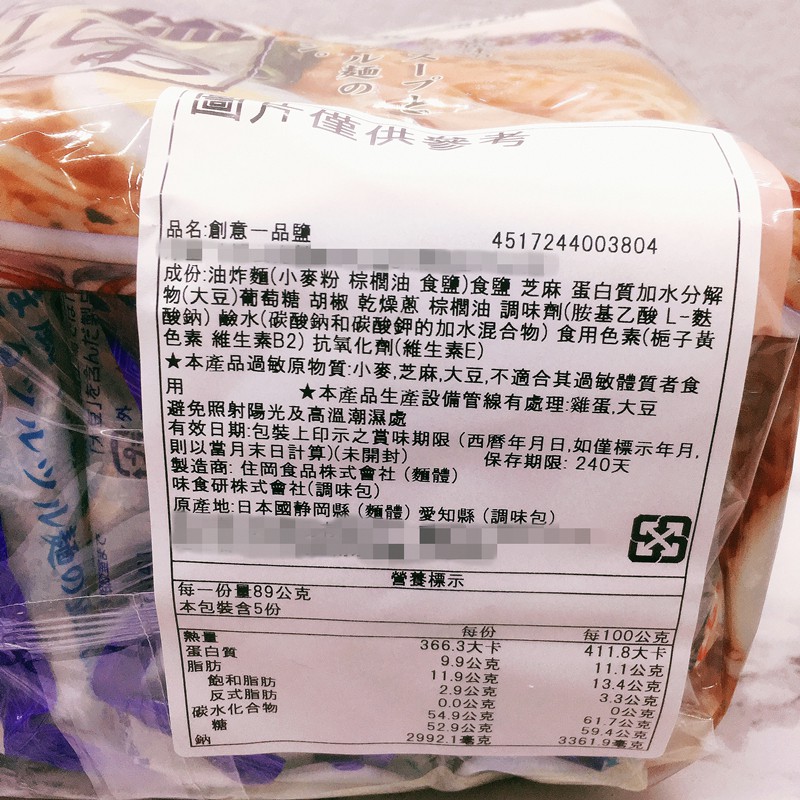 スープと
ル麺の
圖片僅供參考
品名:創意一品鹽 4517244003804
成份:油炸麵(小麥粉 棕櫚油 食鹽)食鹽 芝麻 蛋白質加水分解
物(大豆)葡萄糖 胡椒 乾燥蔥 棕櫚油 調味劑(胺基乙酸 L-麩
酸鈉) 鹼水(碳酸鈉和碳酸鉀的加水混合物) 食用色素(梔子黃
色素 維生素B2) 抗氧化劑(維生素E)
★本產品過敏原物質:小麥,芝麻,大豆,不適合其過敏體質者食
用 ★本產品生產設備管線有處理:雞蛋,大豆
避免照射陽光及高溫潮濕處
有效日期:包裝上印示之賞味期限 (西曆年月日,如僅標示年月,
則以當月末日計算)(未開封) 保存期限: 240天
製造商: 住岡食品株式會社 (麵體)
味食研株式會社(調味包)
原產地:日本國静岡縣 (麵體) 愛知縣 (調味包)
營養標示
每一份量89公克
本包裝含5份
每份 每100公克
熱量 366.3大卡 411.8大卡
蛋白質 9.9公克 11.1公克
脂肪 11.9公克 13.4公克
飽和脂肪 2.9公克 3.3公克
反式脂肪 0.0公克 0公克
碳水化合物 54.9公克 61.7公克
糖 52.9公克 59.4公克
鈉 2992.1毫克 3361.9毫克
ツルツル麺の